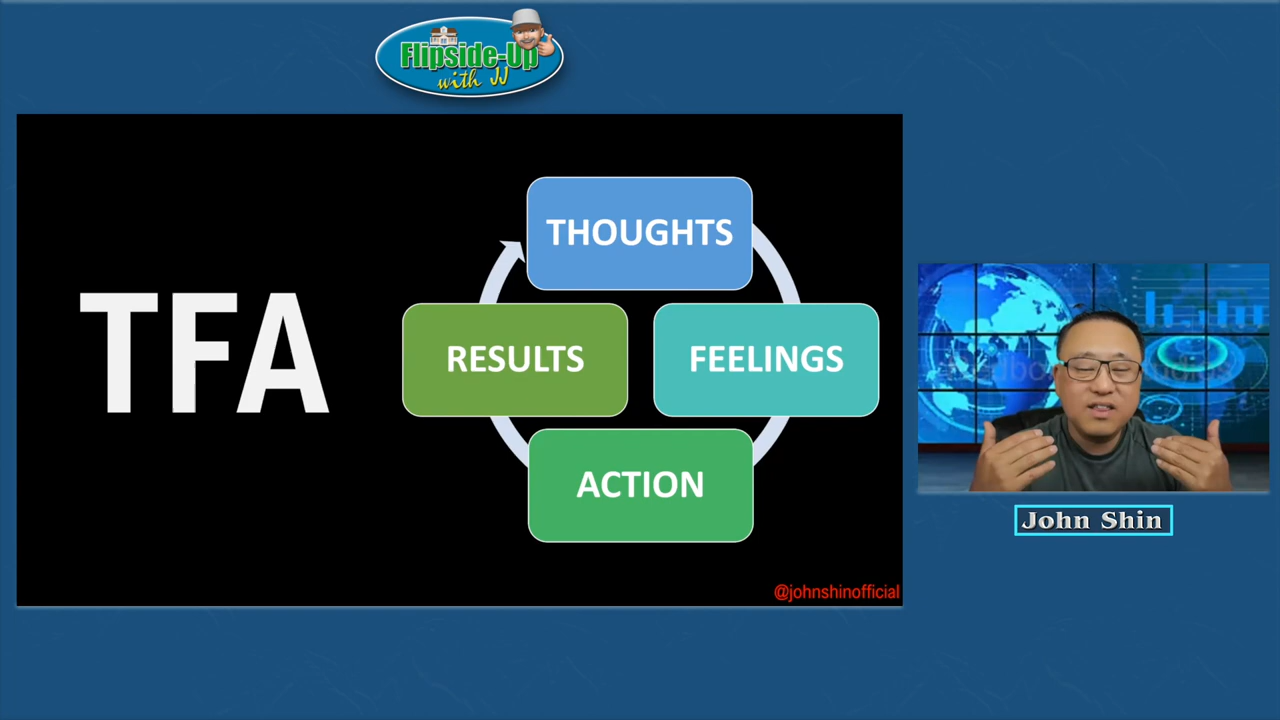 Flipside-Up
with JJ
TFA
THOUGHTS
RESULTS
FEELINGS
ACTION
@johnshinofficial
John Shin